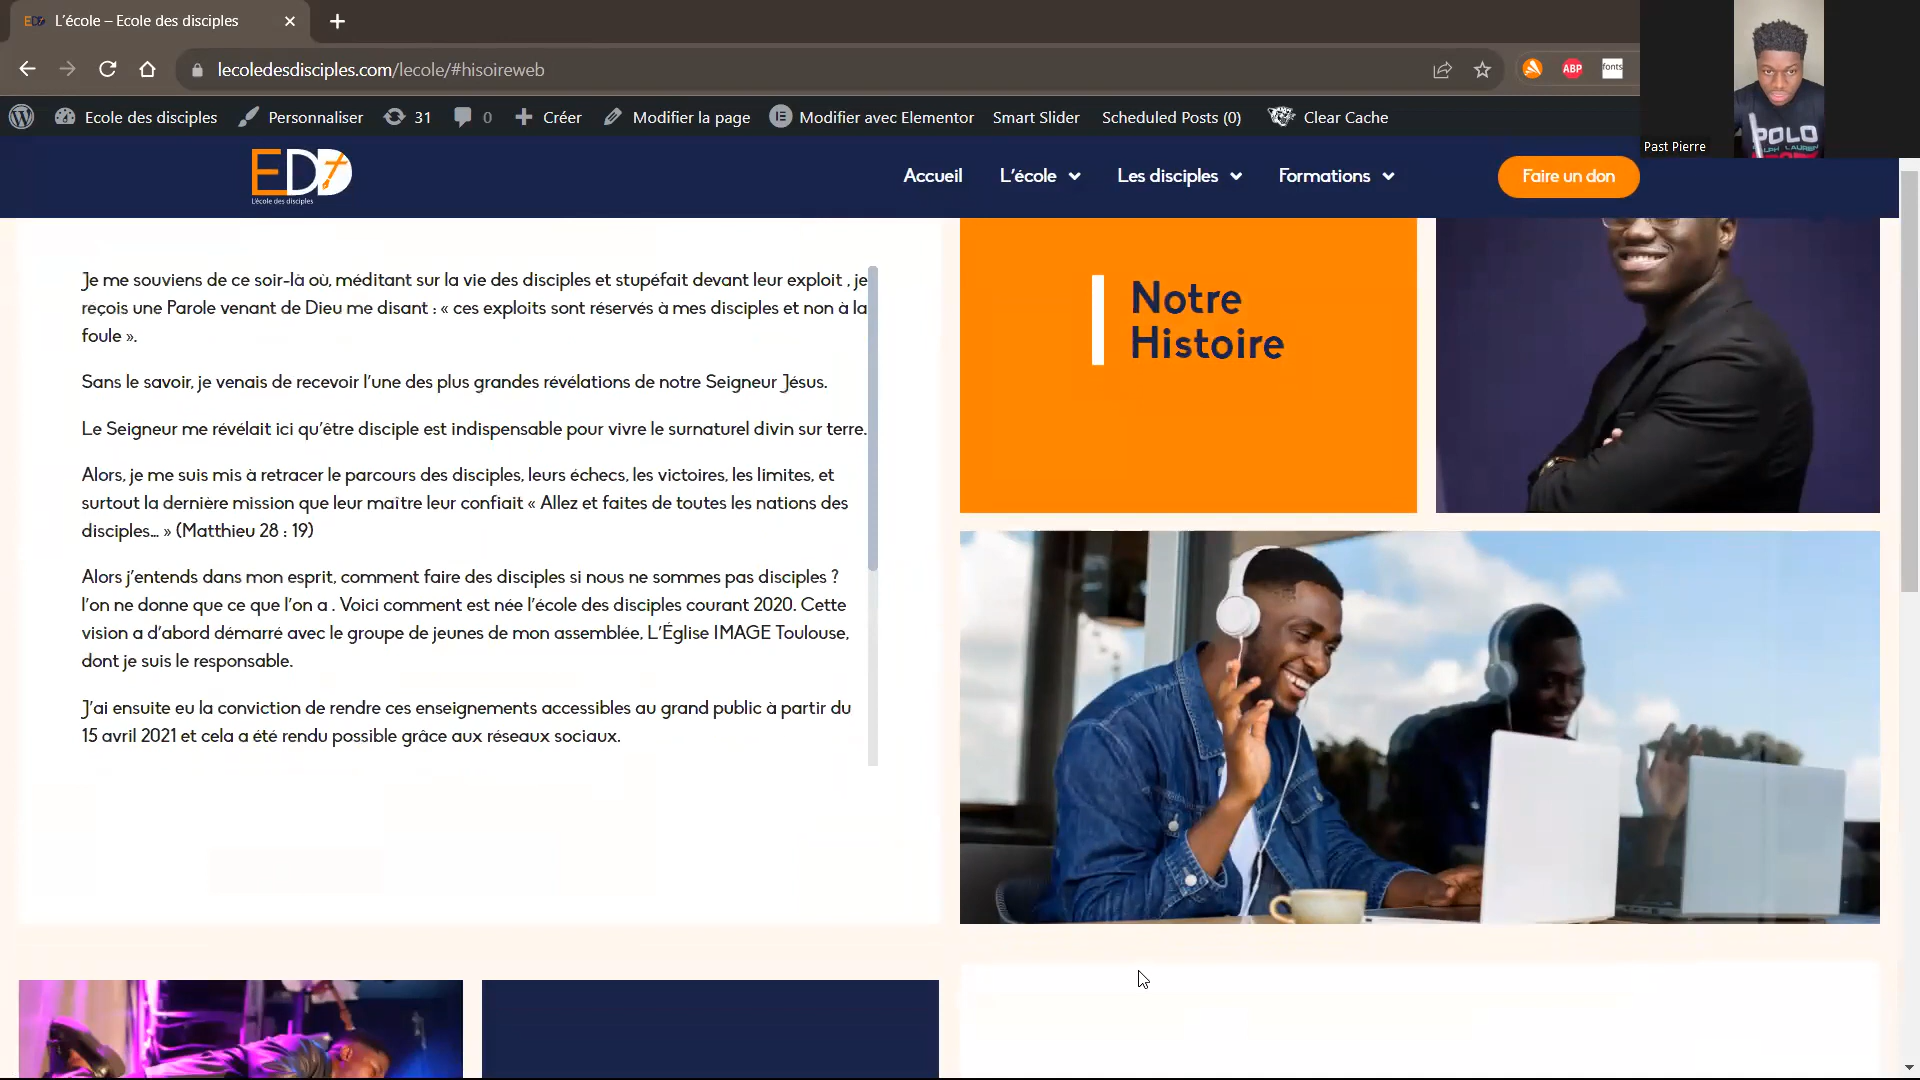 L'école – Ecole des disciples
lecoledesdisciples.com/lecole/#hisoireweb
ABP
fonts
Ecole des disciples Personnaliser 31 0 Créer Modifier la page Modifier avec Elementor Smart Slider Scheduled Posts (0) Clear Cache
POLO
RALPH LAUREN
Past Pierre
EDD
L'école des disciples
Accueil L'école Les disciples Formations Faire un don
Je me souviens de ce soir-là où, méditant sur la vie des disciples et stupéfait devant leur exploit , je
reçois une Parole venant de Dieu me disant : « ces exploits sont réservés à mes disciples et non à la
foule ».
Sans le savoir, je venais de recevoir l'une des plus grandes révélations de notre Seigneur Jésus.
Le Seigneur me révélait ici qu'être disciple est indispensable pour vivre le surnaturel divin sur terre.
Alors, je me suis mis à retracer le parcours des disciples, leurs échecs, les victoires, les limites, et
surtout la dernière mission que leur maître leur confiait « Allez et faites de toutes les nations des
disciples... » (Matthieu 28 : 19)
Alors j'entends dans mon esprit, comment faire des disciples si nous ne sommes pas disciples ?
l'on ne donne que ce que l'on a . Voici comment est née l'école des disciples courant 2020. Cette
vision a d'abord démarré avec le groupe de jeunes de mon assemblée, L'Église IMAGE Toulouse,
dont je suis le responsable.
J'ai ensuite eu la conviction de rendre ces enseignements accessibles au grand public à partir du
15 avril 2021 et cela a été rendu possible grâce aux réseaux sociaux.
Notre
Histoire